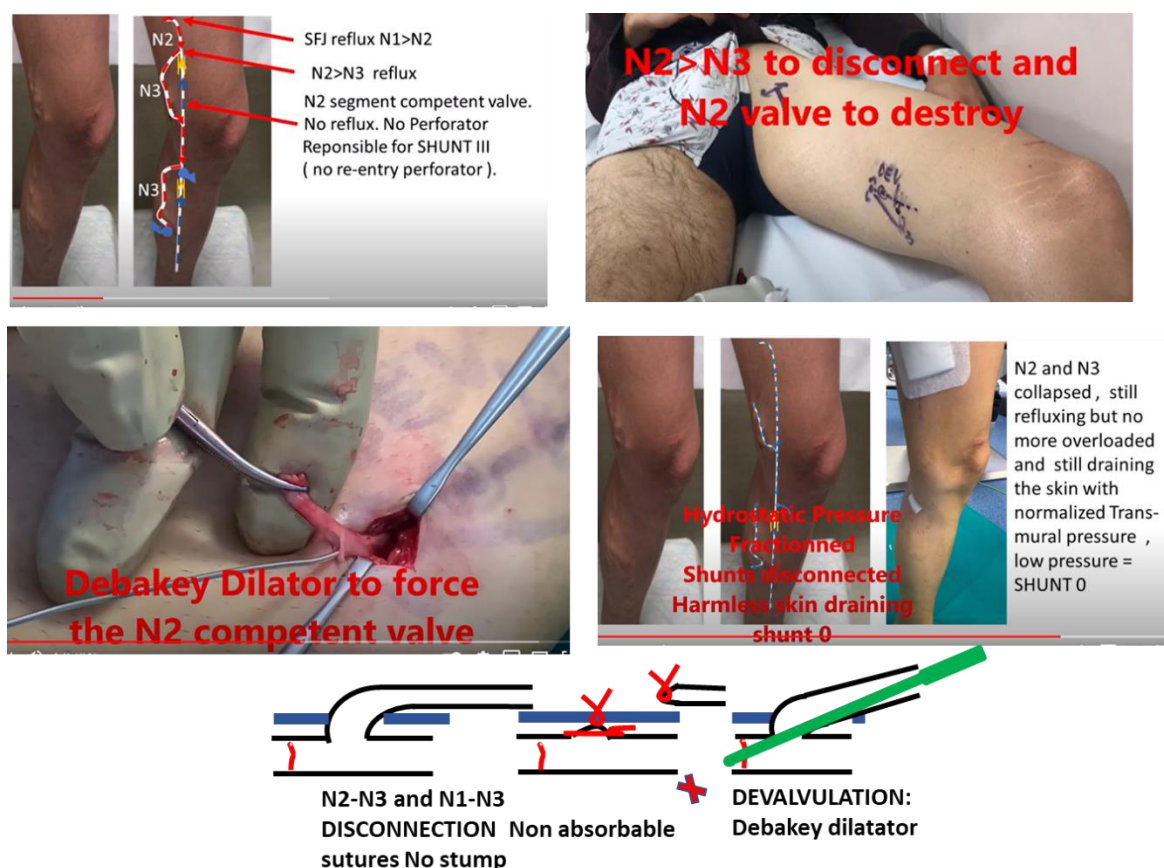 N2
SFJ reflux N1>N2
N2>N3 reflux
N3
N2 segment competent valve.
No reflux. No Perforator
Reponsible for SHUNT III
( no re-entry perforator ).
N3
N2>N3 to disconnect and
N2 valve to destroy
DEV
Debakey Dilator to force
the N2 competent valve
Hydrostatic Pressure
Fractionned
Shunts disconnected
Harmless skin draining
shunt 0
N2 and N3
collapsed , still
refluxing but no
more overloaded
and still draining
the skin with
normalized Trans-
mural pressure ,
low pressure =
SHUNT 0
N2-N3 and N1-N3
DISCONNECTION Non absorbable
sutures No stump
DEVALVULATION:
Debakey dilatator